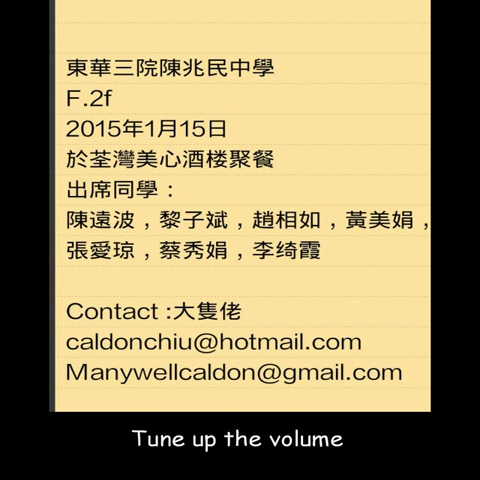 東華三院陳兆民中學
F.2f
2015年1月15日
於荃灣美心酒楼聚餐
出席同學：
陳遠波，黎子斌，趙相如，黃美娟，
張愛琼，蔡秀娟，李绮霞
Contact :大隻佬
caldonchiu@hotmail.com
Manywellcaldon@gmail.com
Tune up the volume